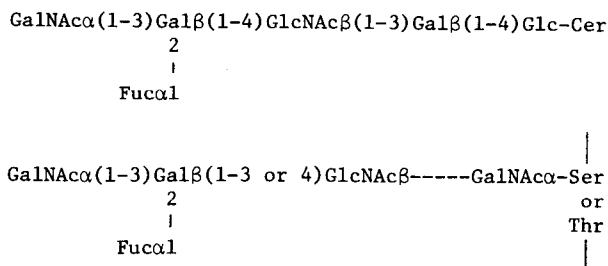 GalNAcα(1-3)Galβ(1-4)GlcNAcβ(1-3)Galβ(1-4)Glc-Cer
2
Fucα1
GalNAcα(1-3)Galβ(1-3 or 4)GlcNAcβ-----GalNAcα-Ser
2 or
Thr
Fucα1